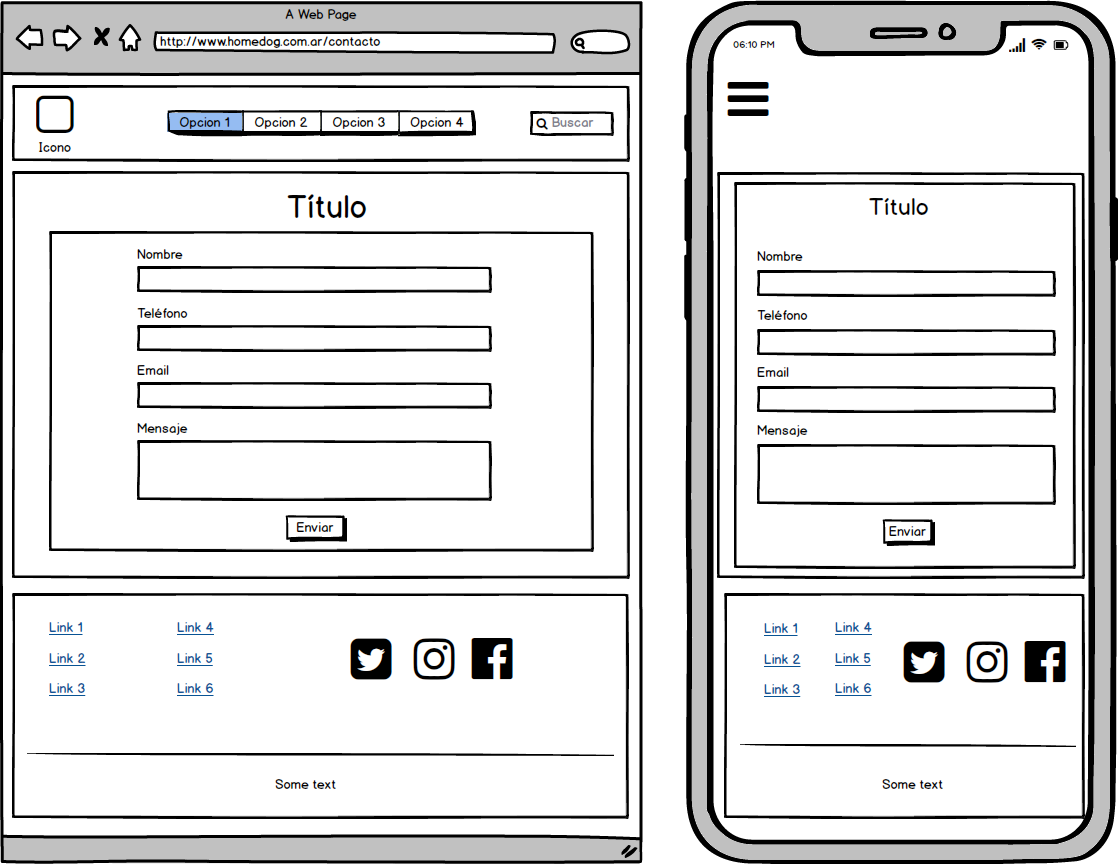 A Web Page
http://www.homedog.com.ar/contacto
Icono
Opcion 1 Opcion 2 Opcion 3 Opcion 4
Buscar
Título
Nombre
Teléfono
Email
Mensaje
Enviar
Link 1 Link 4
Link 2 Link 5
Link 3 Link 6
Some text
06:10 PM
Título
Nombre
Teléfono
Email
Mensaje
Enviar
Link 1 Link 4
Link 2 Link 5
Link 3 Link 6
Some text